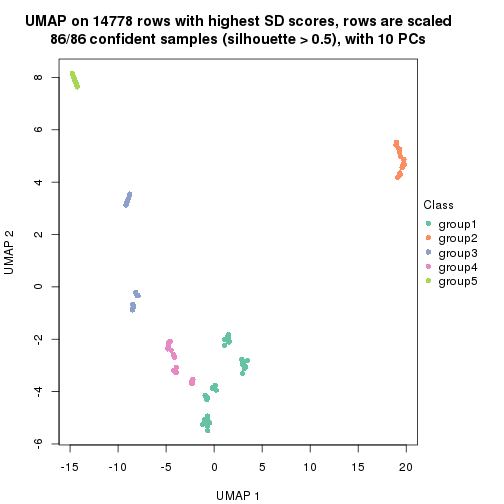 UMAP on 14778 rows with highest SD scores, rows are scaled
86/86 confident samples (silhouette > 0.5), with 10 PCs
8
6
4
2
0
-2
-4
-6
UMAP 2
Class
group1
group2
group3
group4
group5
-15
-10
-5
0
5
10
15
20
UMAP 1